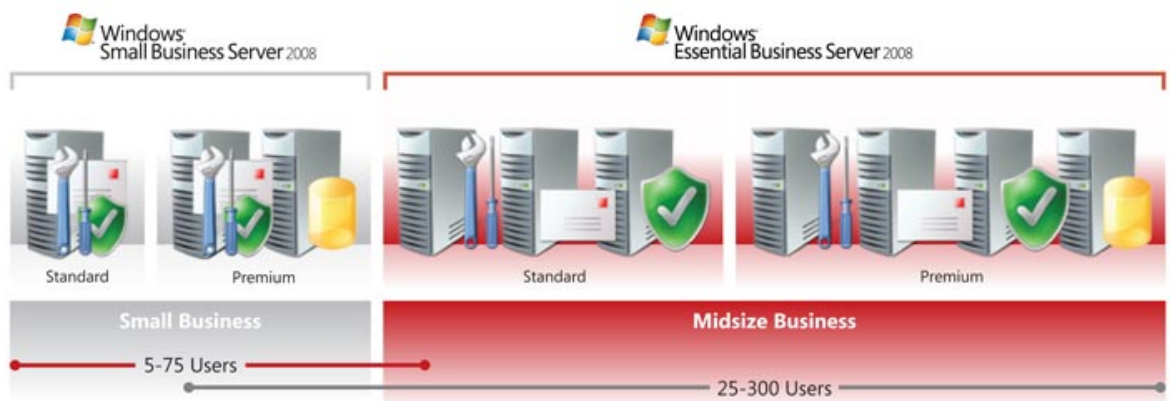 Windows
Small Business Server 2008
Windows
Essential Business Server 2008
Standard
Premium
Standard
Premium
Small Business
Midsize Business
5-75 Users
25-300 Users